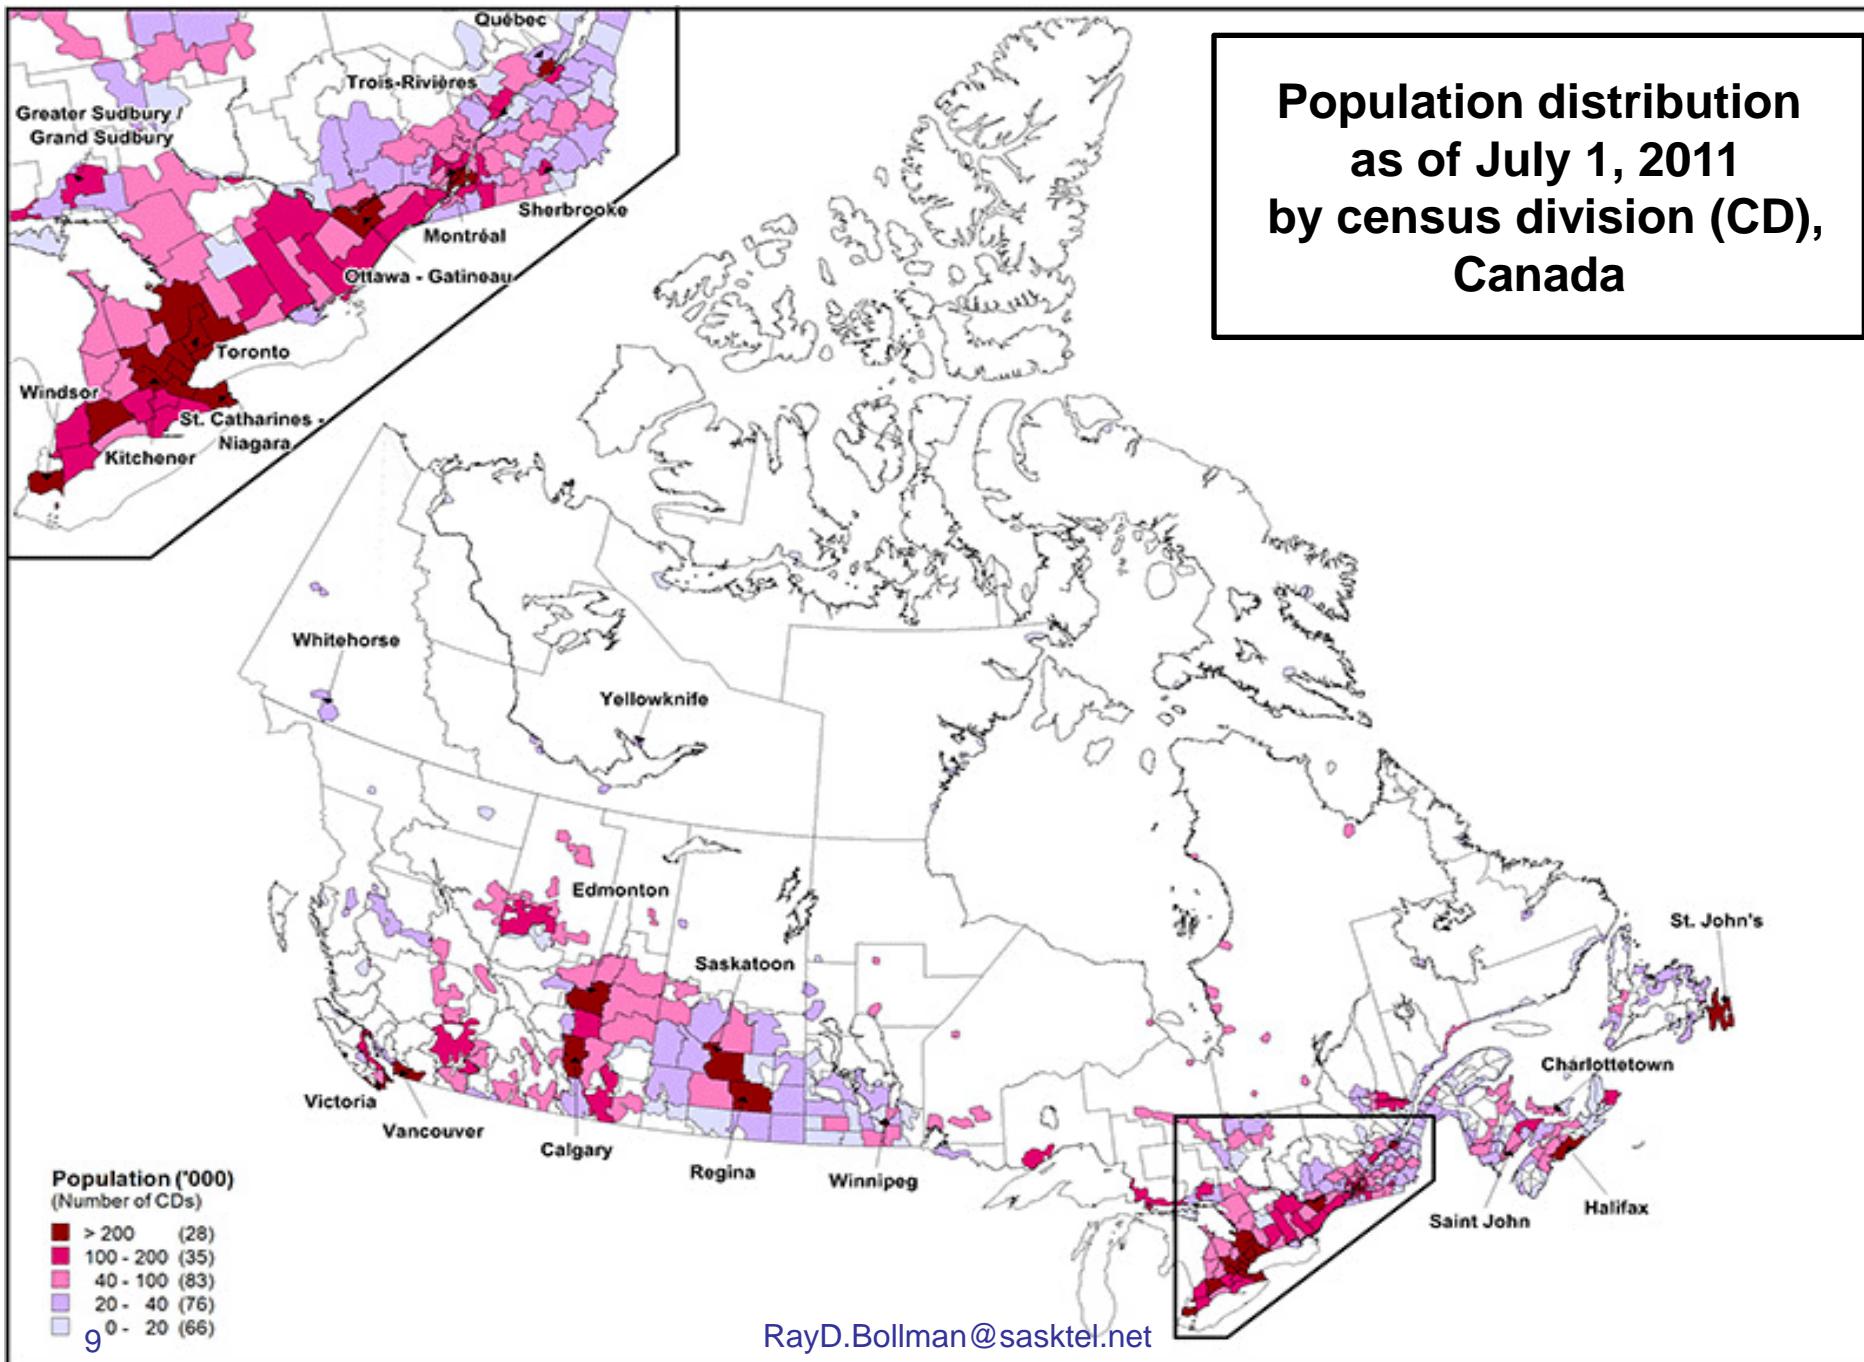 Population distribution
as of July 1, 2011
by census division (CD),
Canada
Québec
Trois-Rivières
Greater Sudbury /
Grand Sudbury
Sherbrooke
Montréal
Ottawa - Gatineau
Toronto
Windsor
St. Catharines -
Niagara
Kitchener
Whitehorse
Yellowknife
Edmonton
Saskatoon
St. John's
Charlottetown
Victoria
Vancouver
Calgary
Regina
Winnipeg
Saint John
Halifax
Population ('000)
(Number of CDs)
> 200 (28)
100 - 200 (35)
40 - 100 (83)
20 - 40 (76)
0 - 20 (66)
9
RayD.Bollman@sasktel.net